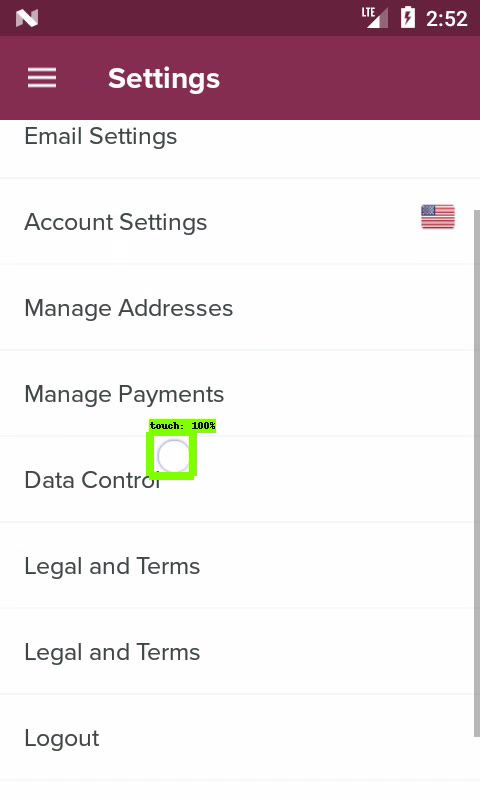 LTE 2:52
Settings
Email Settings
Account Settings
Manage Addresses
Manage Payments
touch: 100%
Data Control
Legal and Terms
Legal and Terms
Logout